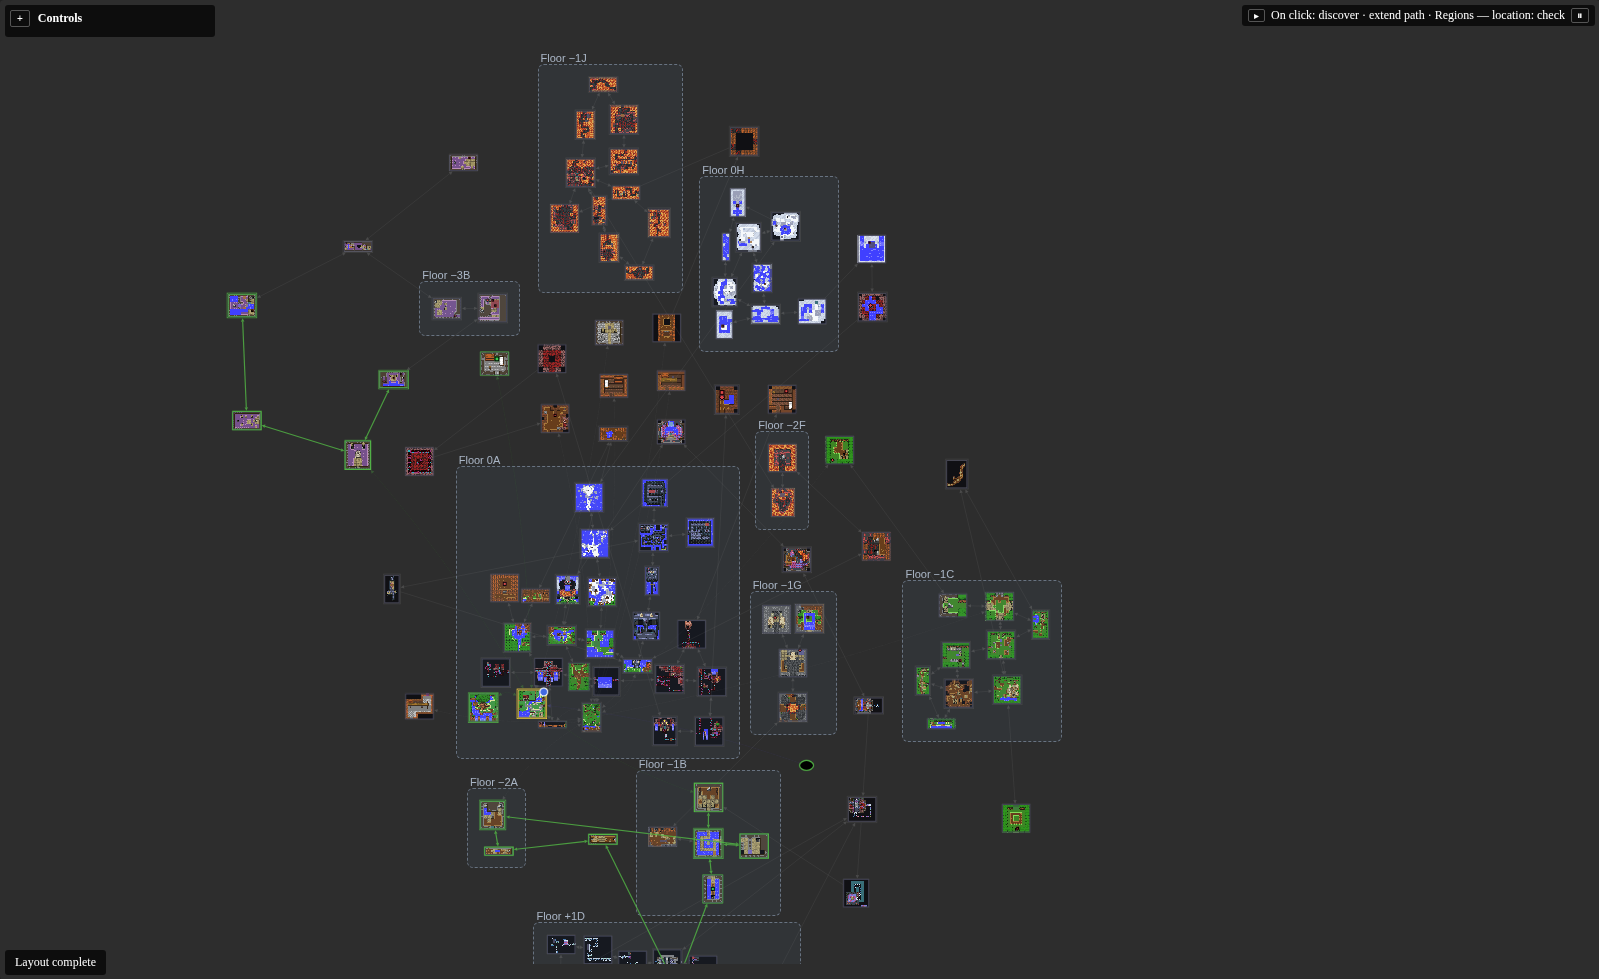 + Controls
▶ On click: discover · extend path · Regions — location: check ⏸
Floor −1J
Floor 0H
Floor −3B
Floor −2F
Floor 0A
Floor −1C
Floor −1G
Floor −1B
Floor −2A
Floor +1D
Layout complete